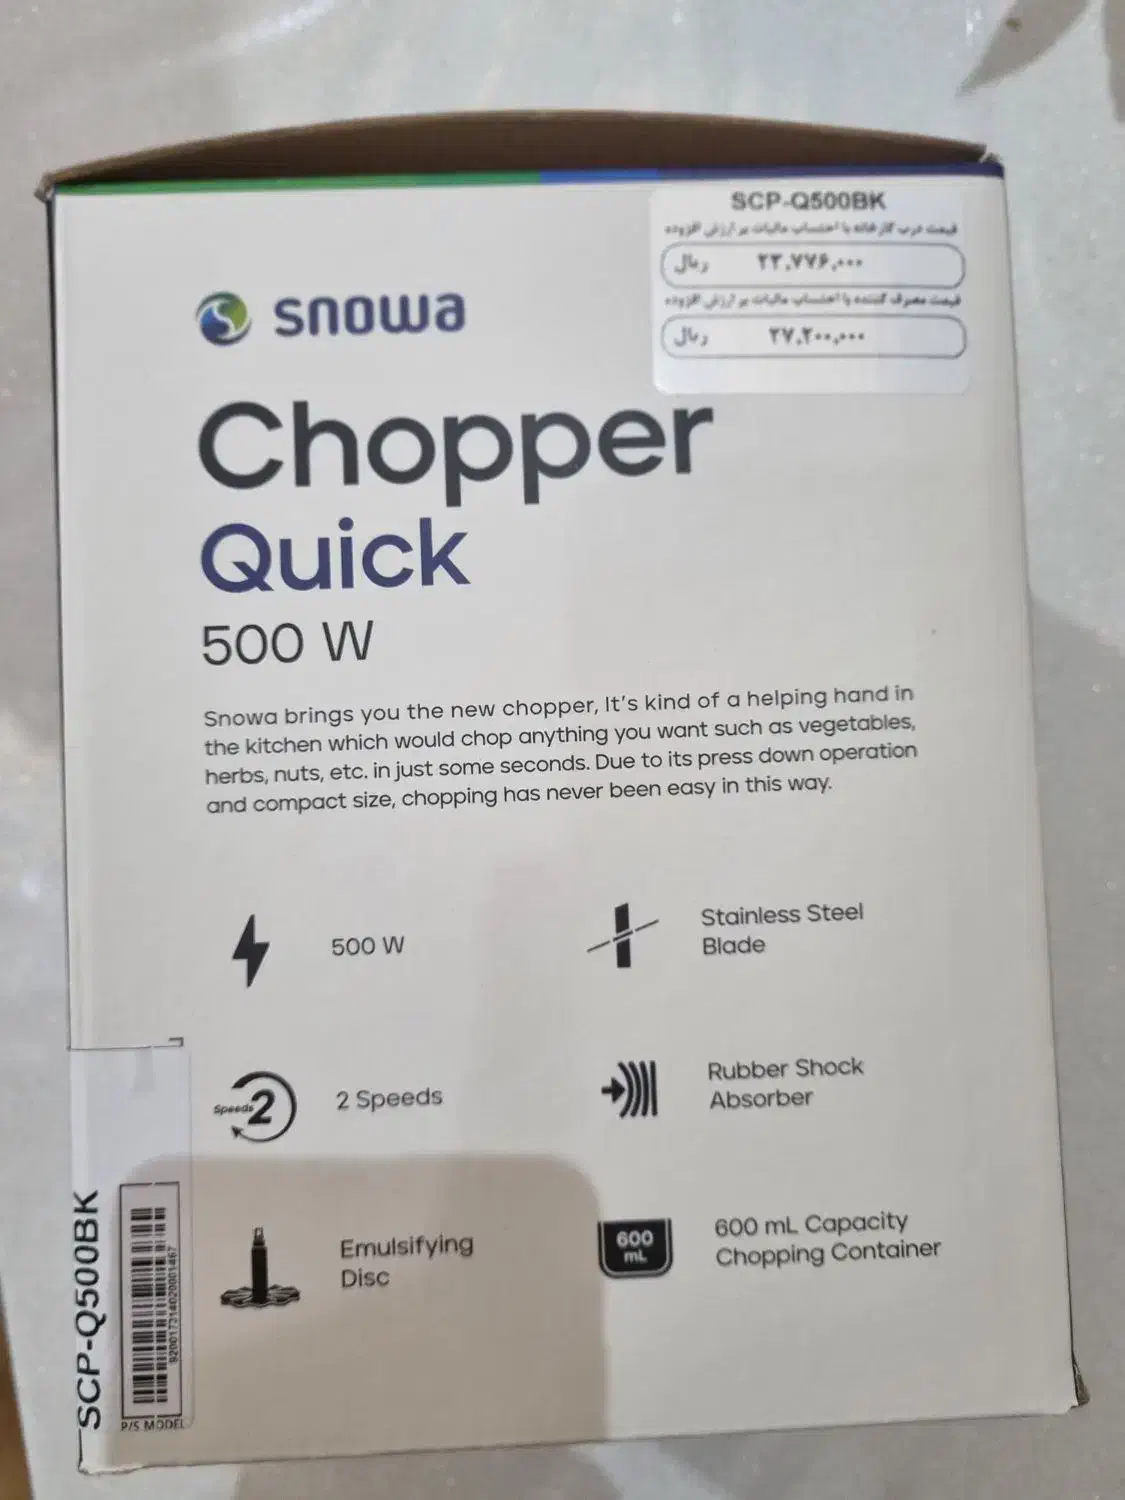 SCP-Q500BK
قیمت درب کارخانه با احتساب مالیات بر ارزش افزوده
۲۳,۷۷۶,۰۰۰ ریال
قیمت مصرف کننده با احتساب مالیات بر ارزش افزوده
۲۷,۲۰۰,۰۰۰ ریال
snowa
Chopper
Quick
500 W
Snowa brings you the new chopper, It's kind of a helping hand in
the kitchen which would chop anything you want such as vegetables,
herbs, nuts, etc. in just some seconds. Due to its press down operation
and compact size, chopping has never been easy in this way.
500 W
Stainless Steel
Blade
Speeds 2
2 Speeds
Rubber Shock
Absorber
Emulsifying
Disc
600
mL
600 mL Capacity
Chopping Container
SCP-Q500BK
P/S MODEL